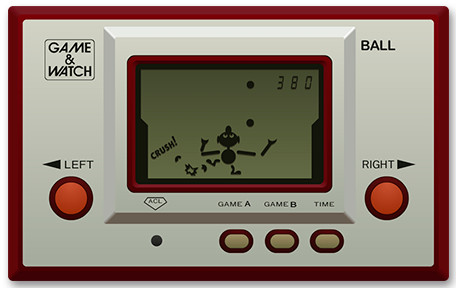 GAME
&
WATCH
BALL
380
CRUSH!
LEFT
RIGHT
ACL
GAME A
GAME B
TIME